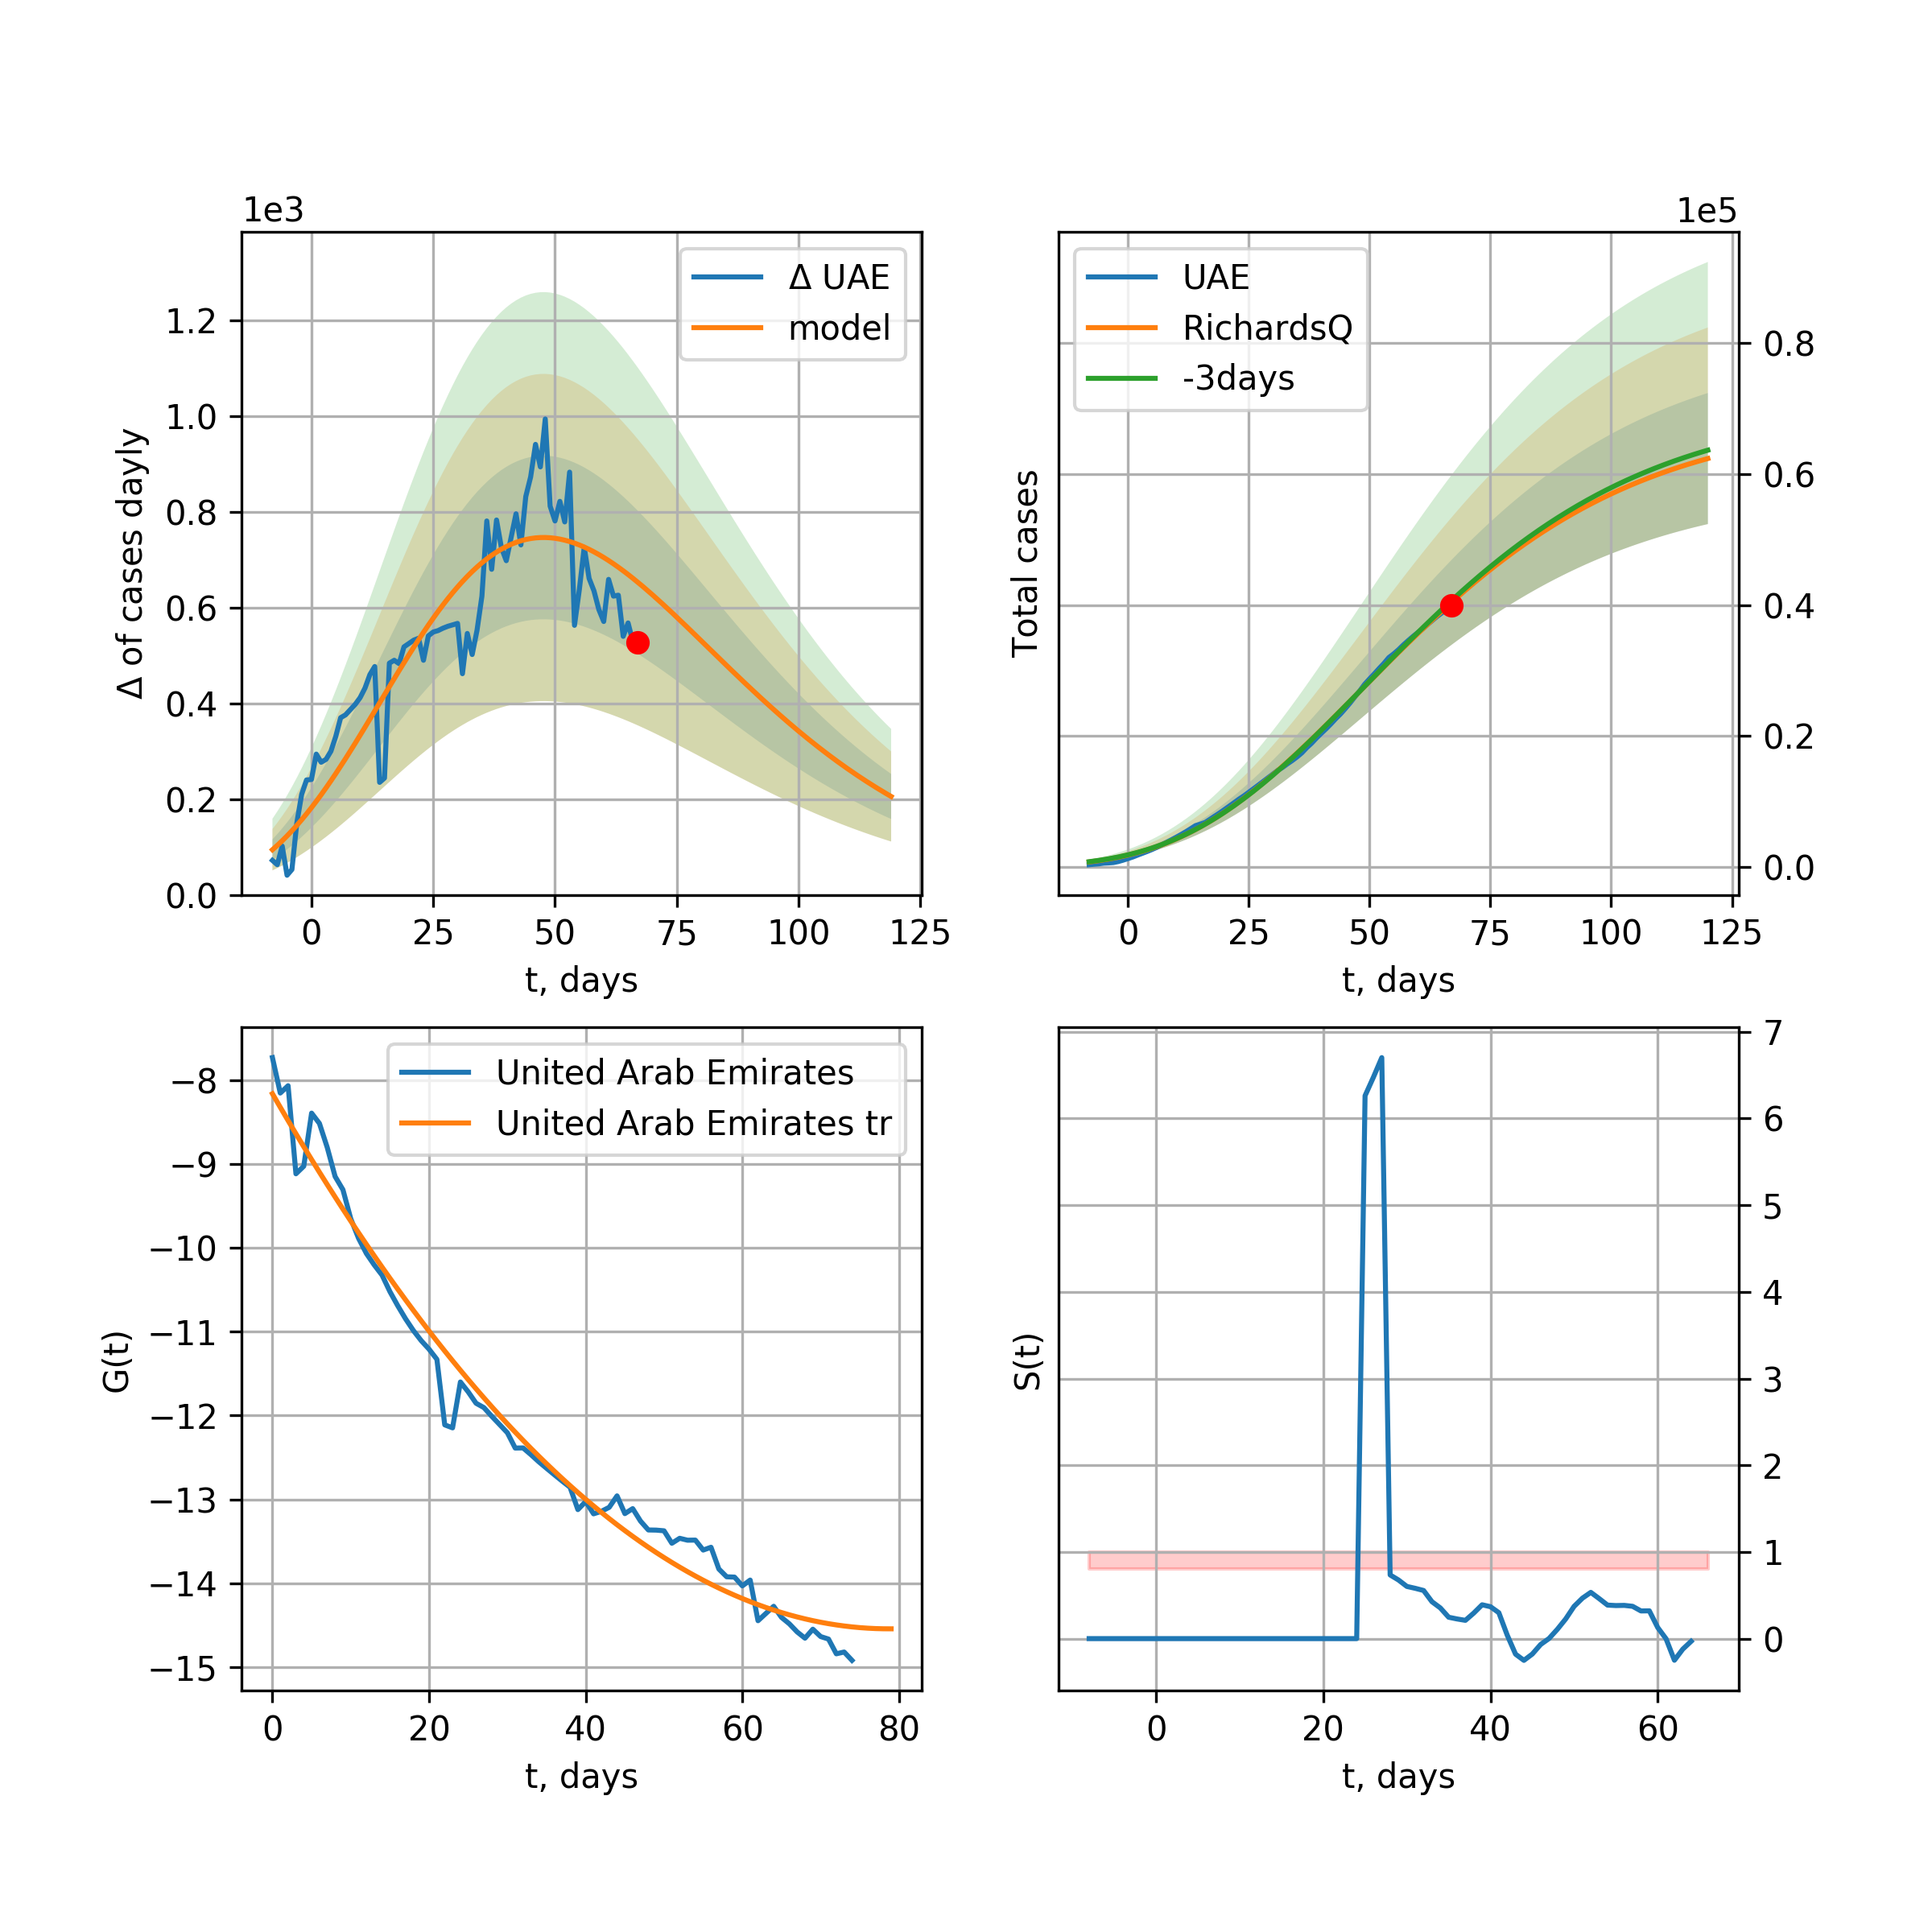 1e3
Δ UAE
model
1.2
1.0
0.8
0.6
0.4
0.2
0.0
Δ of cases dayly
0 25 50 75 100 125
t, days
1e5
UAE
RichardsQ
-3days
0.8
0.6
0.4
0.2
0.0
Total cases
0 25 50 75 100 125
t, days
United Arab Emirates
United Arab Emirates tr
−8
−9
−10
−11
−12
−13
−14
−15
G(t)
0 20 40 60 80
t, days
7
6
5
4
3
2
1
0
S(t)
0 20 40 60
t, days